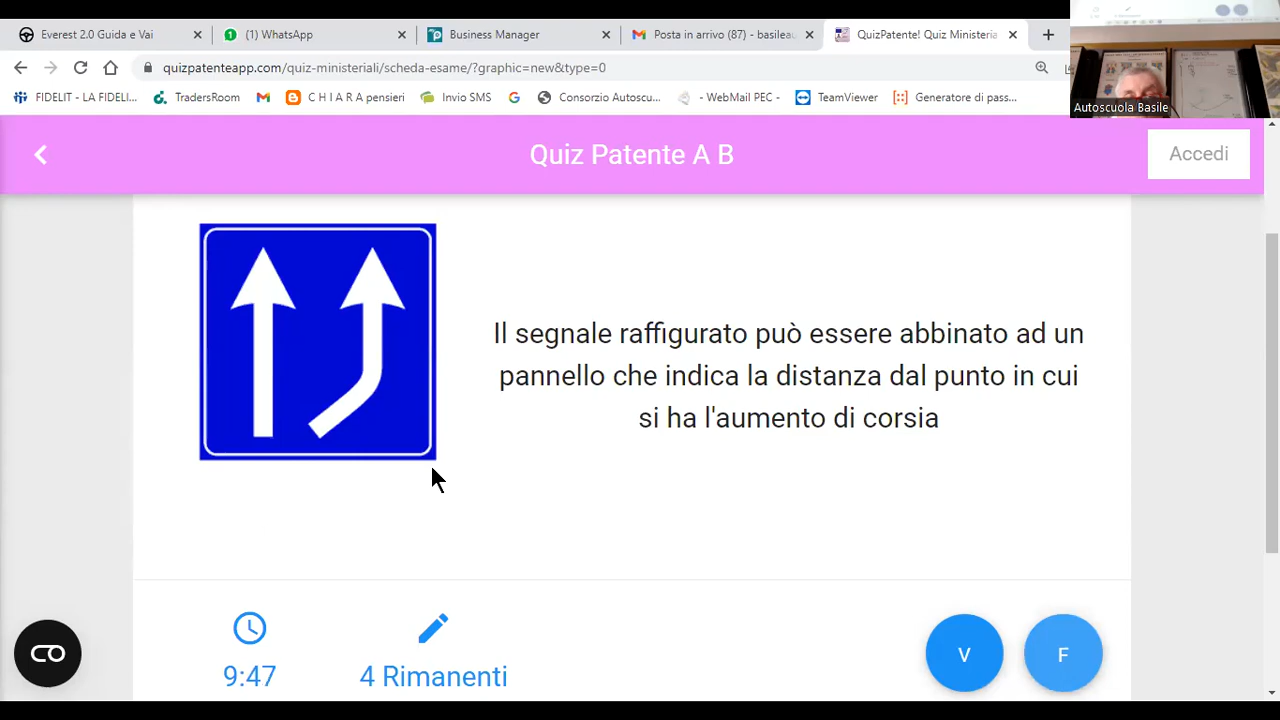 Everest 2.0 Guida e Vai
(1) WhatsApp
Business Manager
Posta in arrivo (87) - basileau
QuizPatente! Quiz Ministeria
quizpatenteapp.com/quiz-ministeriali/scheda-esame/?graphic=new&type=0
FIDELIT - LA FIDELI...
TradersRoom
C H I A R A pensieri
Invio SMS
Consorzio Autoscu...
- WebMail PEC -
TeamViewer
Generatore di pass...
Autoscuola Basile
Quiz Patente A B
Accedi
Il segnale raffigurato può essere abbinato ad un
pannello che indica la distanza dal punto in cui
si ha l'aumento di corsia
9:47
4 Rimanenti
V
F